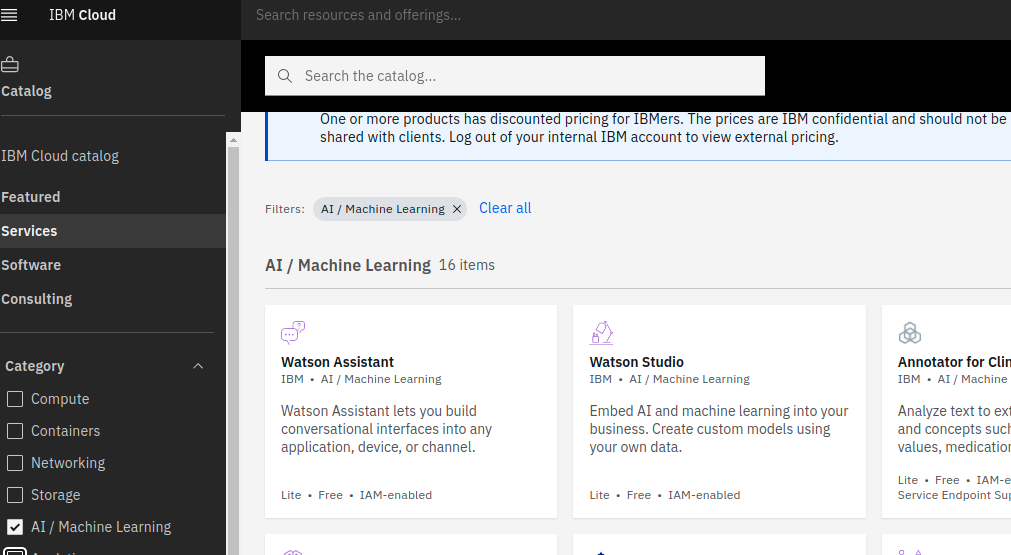 IBM Cloud
Search resources and offerings...
Catalog
Search the catalog...
One or more products has discounted pricing for IBMers. The prices are IBM confidential and should not be
shared with clients. Log out of your internal IBM account to view external pricing.
IBM Cloud catalog
Featured
Services
Software
Consulting
Category
Compute
Containers
Networking
Storage
AI / Machine Learning
Filters: AI / Machine Learning Clear all
AI / Machine Learning 16 items
Watson Assistant
IBM • AI / Machine Learning
Watson Assistant lets you build
conversational interfaces into any
application, device, or channel.
Lite • Free • IAM-enabled
Watson Studio
IBM • AI / Machine Learning
Embed AI and machine learning into your
business. Create custom models using
your own data.
Lite • Free • IAM-enabled
Annotator for Clin
IBM • AI / Machine
Analyze text to ext
and concepts such
values, medication
Lite • Free • IAM-e
Service Endpoint Sup